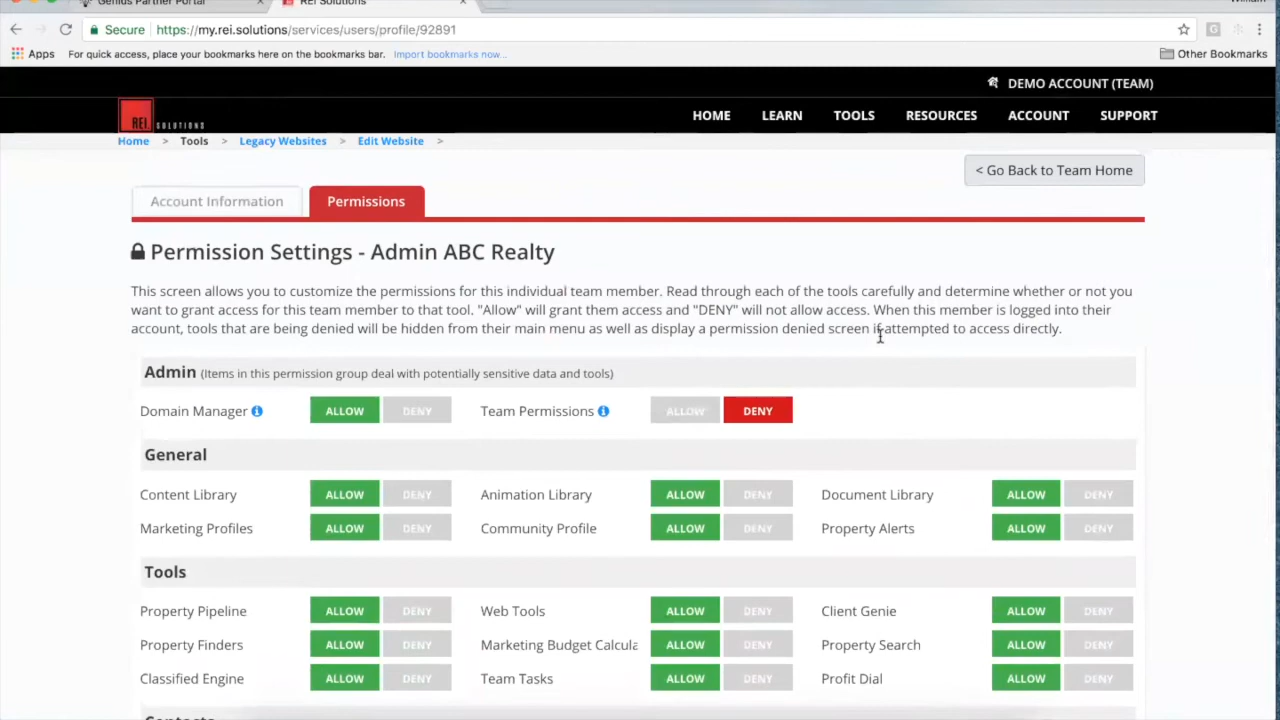 Genius Partner Portal REI Solutions
Secure https://my.rei.solutions/services/users/profile/92891
Apps For quick access, place your bookmarks here on the bookmarks bar. Import bookmarks now... Other Bookmarks
DEMO ACCOUNT (TEAM)
REI SOLUTIONS HOME LEARN TOOLS RESOURCES ACCOUNT SUPPORT
Home > Tools > Legacy Websites > Edit Website >
< Go Back to Team Home
Account Information Permissions
Permission Settings - Admin ABC Realty
This screen allows you to customize the permissions for this individual team member. Read through each of the tools carefully and determine whether or not you
want to grant access for this team member to that tool. "Allow" will grant them access and "DENY" will not allow access. When this member is logged into their
account, tools that are being denied will be hidden from their main menu as well as display a permission denied screen if attempted to access directly.
Admin (Items in this permission group deal with potentially sensitive data and tools)
Domain Manager ALLOW DENY Team Permissions ALLOW DENY
General
Content Library ALLOW DENY Animation Library ALLOW DENY Document Library ALLOW DENY
Marketing Profiles ALLOW DENY Community Profile ALLOW DENY Property Alerts ALLOW DENY
Tools
Property Pipeline ALLOW DENY Web Tools ALLOW DENY Client Genie ALLOW DENY
Property Finders ALLOW DENY Marketing Budget Calcula ALLOW DENY Property Search ALLOW DENY
Classified Engine ALLOW DENY Team Tasks ALLOW DENY Profit Dial ALLOW DENY